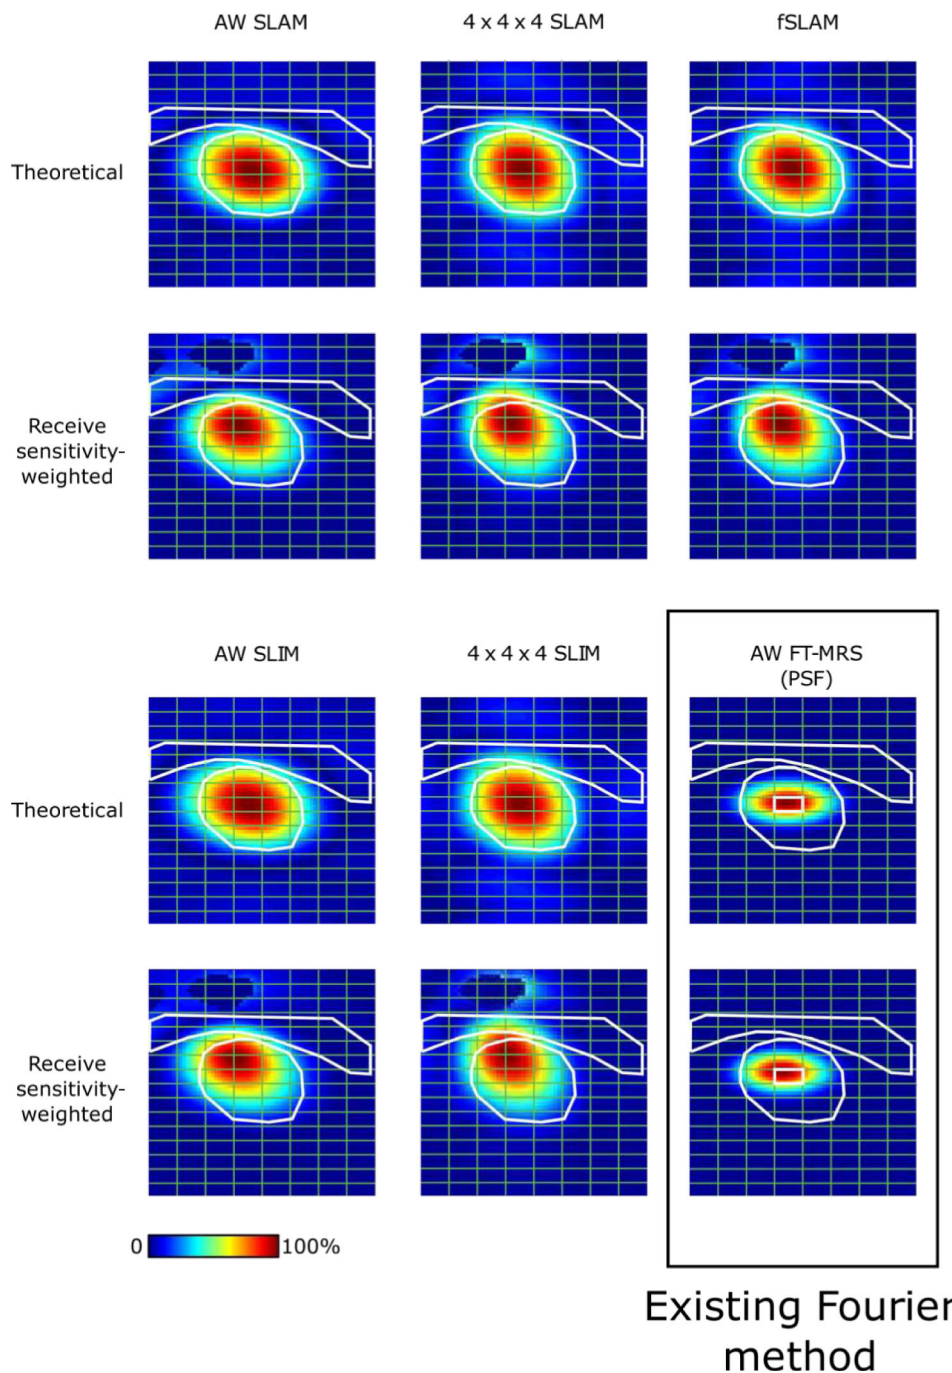 AW SLAM
4 x 4 x 4 SLAM
fSLAM
Theoretical
Receive
sensitivity-
weighted
AW SLIM
4 x 4 x 4 SLIM
AW FT-MRS
(PSF)
Theoretical
Receive
sensitivity-
weighted
0
100%
Existing Fourier
method